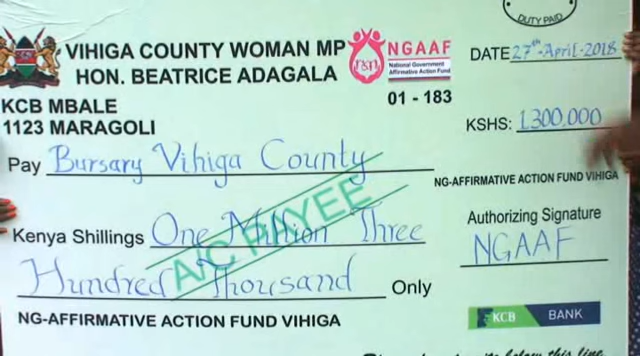 DUTY PAID
VIHIGA COUNTY WOMAN MP
HON. BEATRICE ADAGALA
NGAAF
National Government
Affirmative Action Fund
DATE 27th April-2018
KCB MBALE
1123 MARAGOLI
01 - 183
KSHS: 1,300,000
Pay Bursary Vihiga County
NG-AFFIRMATIVE ACTION FUND VIHIGA
A/C PAYEE
Kenya Shillings One Million Three
Hundred Thousand Only
Authorizing Signature
NGAAF
NG-AFFIRMATIVE ACTION FUND VIHIGA
KCB BANK
below this line